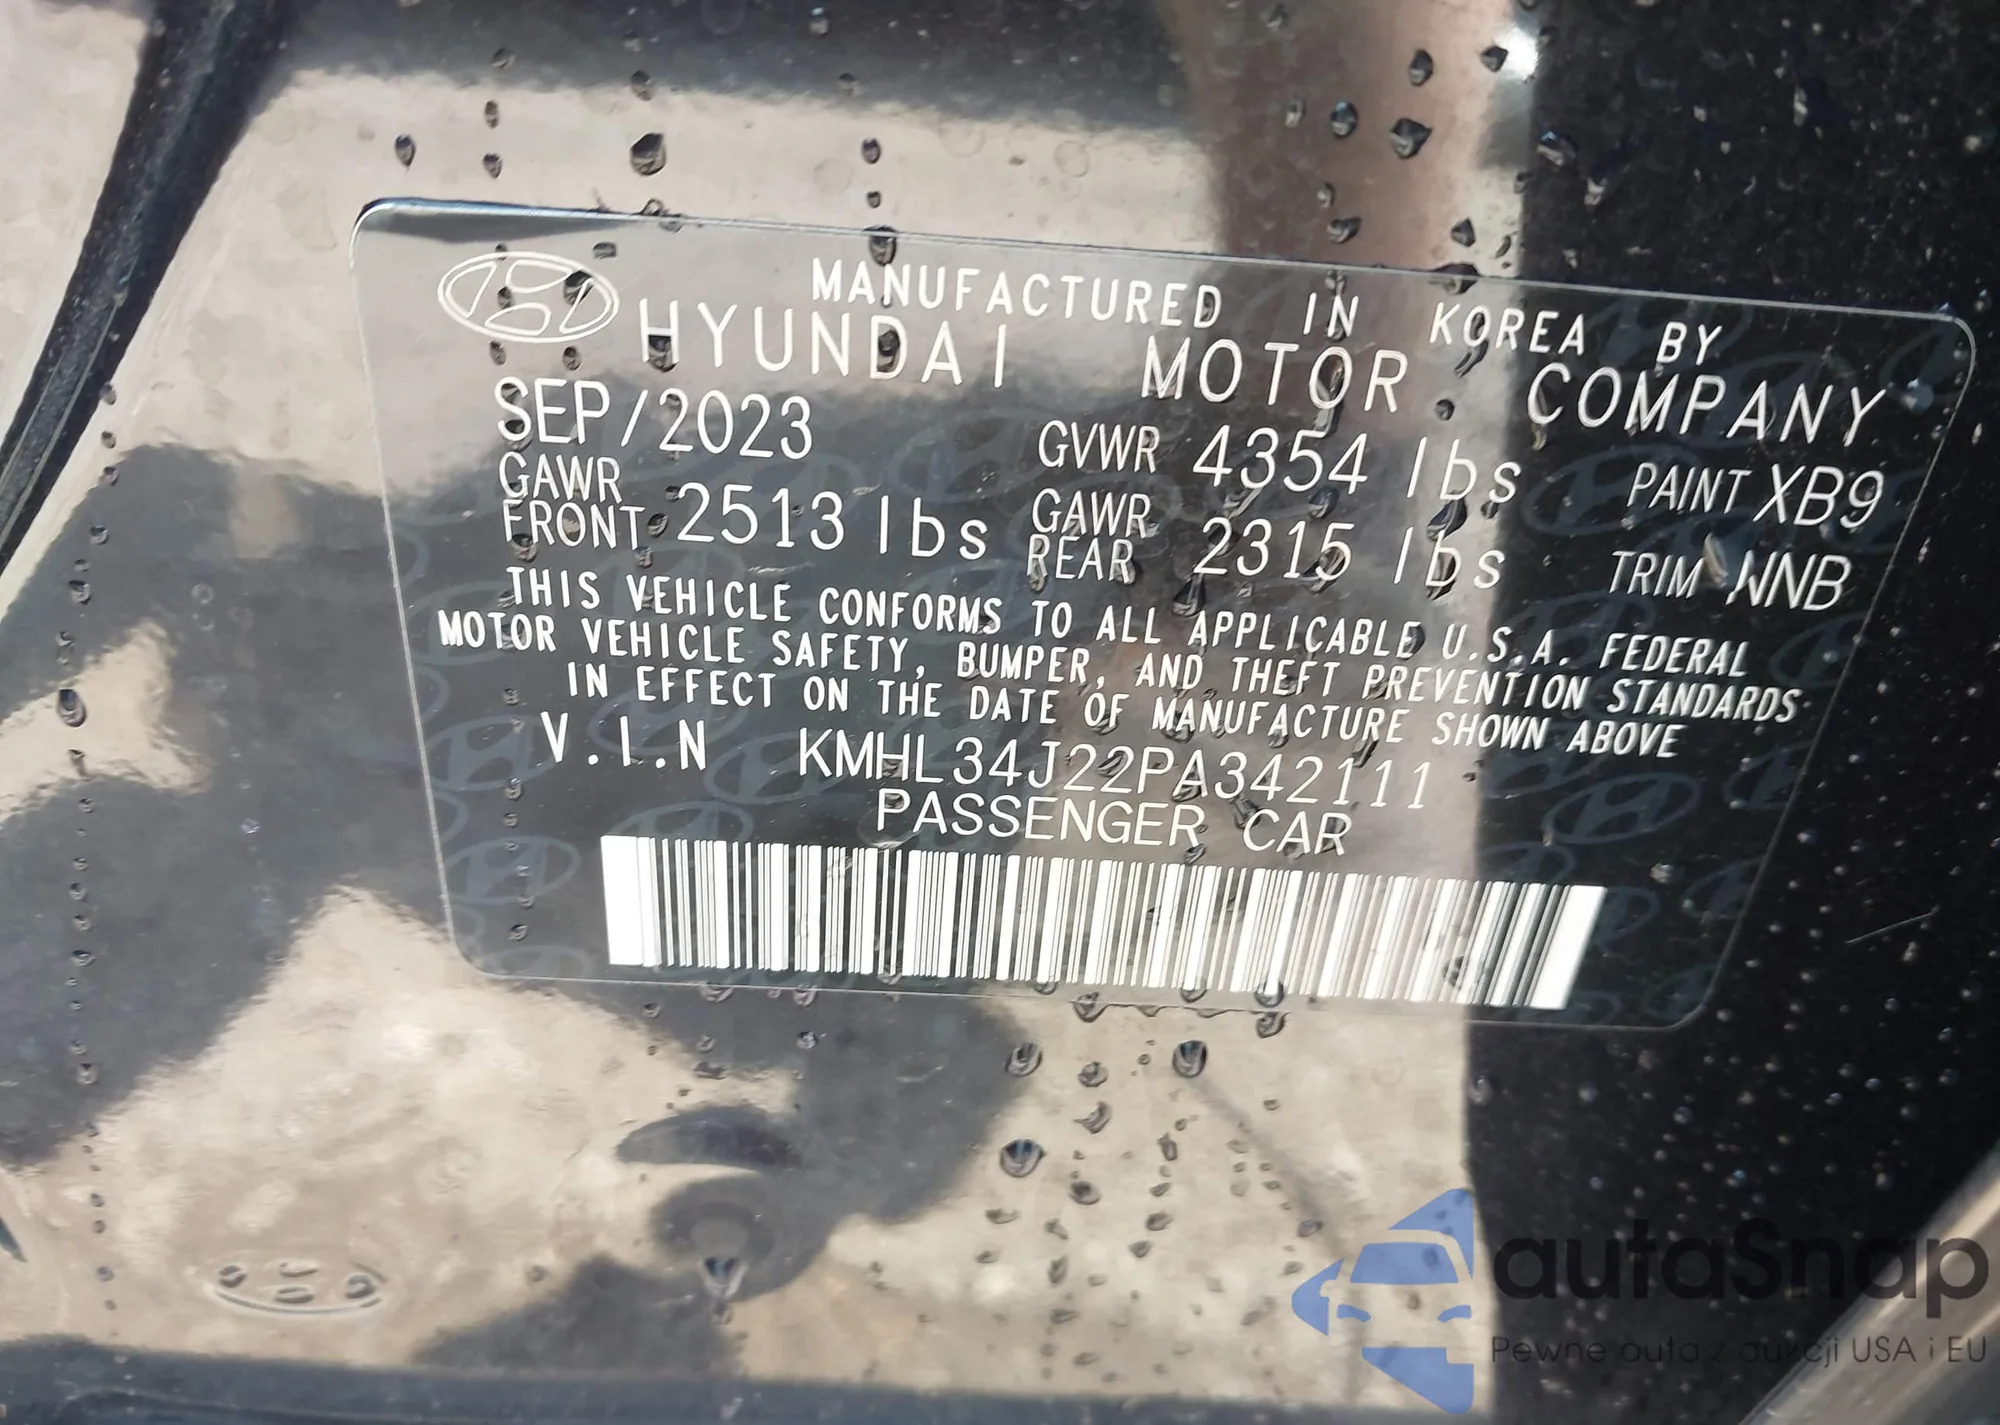 MANUFACTURED IN KOREA BY
HYUNDAI MOTOR COMPANY
SEP/2023 GVWR 4354 lbs PAINT XB9
GAWR FRONT 2513 lbs GAWR REAR 2315 lbs TRIM NNB
THIS VEHICLE CONFORMS TO ALL APPLICABLE U.S.A. FEDERAL
MOTOR VEHICLE SAFETY, BUMPER, AND THEFT PREVENTION STANDARDS
IN EFFECT ON THE DATE OF MANUFACTURE SHOWN ABOVE
V.I.N KMHL34J22PA342111
PASSENGER CAR
autaSnap
Pewne auta z aukcji USA i EU